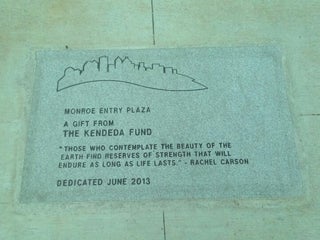 MONROE ENTRY PLAZA
A GIFT FROM
THE KENDEDA FUND
"THOSE WHO CONTEMPLATE THE BEAUTY OF THE
EARTH FIND RESERVES OF STRENGTH THAT WILL
ENDURE AS LONG AS LIFE LASTS." - RACHEL CARSON
DEDICATED JUNE 2013